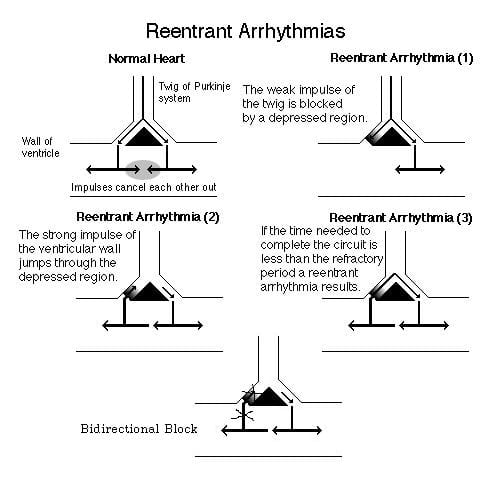 Reentrant Arrhythmias
Normal Heart
Twig of Purkinje
system
Wall of
ventricle
Impulses cancel each other out
Reentrant Arrhythmia (1)
The weak impulse of
the twig is blocked
by a depressed region.
Reentrant Arrhythmia (2)
The strong impulse of
the ventricular wall
jumps through the
depressed region.
Reentrant Arrhythmia (3)
If the time needed to
complete the circuit is
less than the refractory
period a reentrant
arrhythmia results.
Bidirectional Block